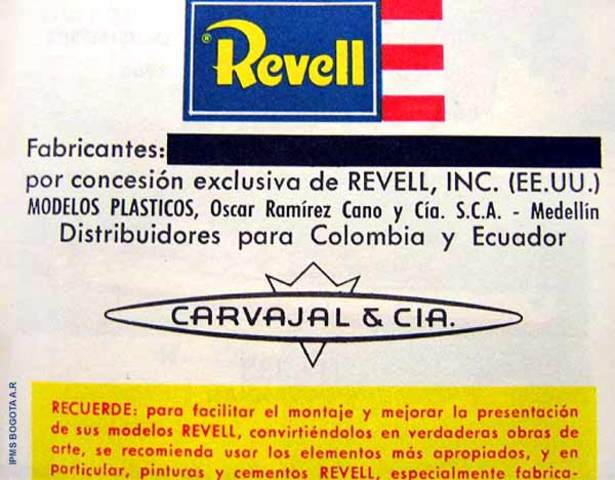 Revell
®
Fabricantes:
por concesión exclusiva de REVELL, INC. (EE.UU.)
MODELOS PLASTICOS, Oscar Ramírez Cano y Cía. S.C.A. - Medellín
Distribuidores para Colombia y Ecuador
CARVAJAL & CIA.
RECUERDE: para facilitar el montaje y mejorar la presentación
de sus modelos REVELL, convirtiéndolos en verdaderas obras de
arte, se recomienda usar los elementos más apropiados, y en
particular, pinturas y cementos REVELL, especialmente fabrica-
IPMS BOGOTA A.R